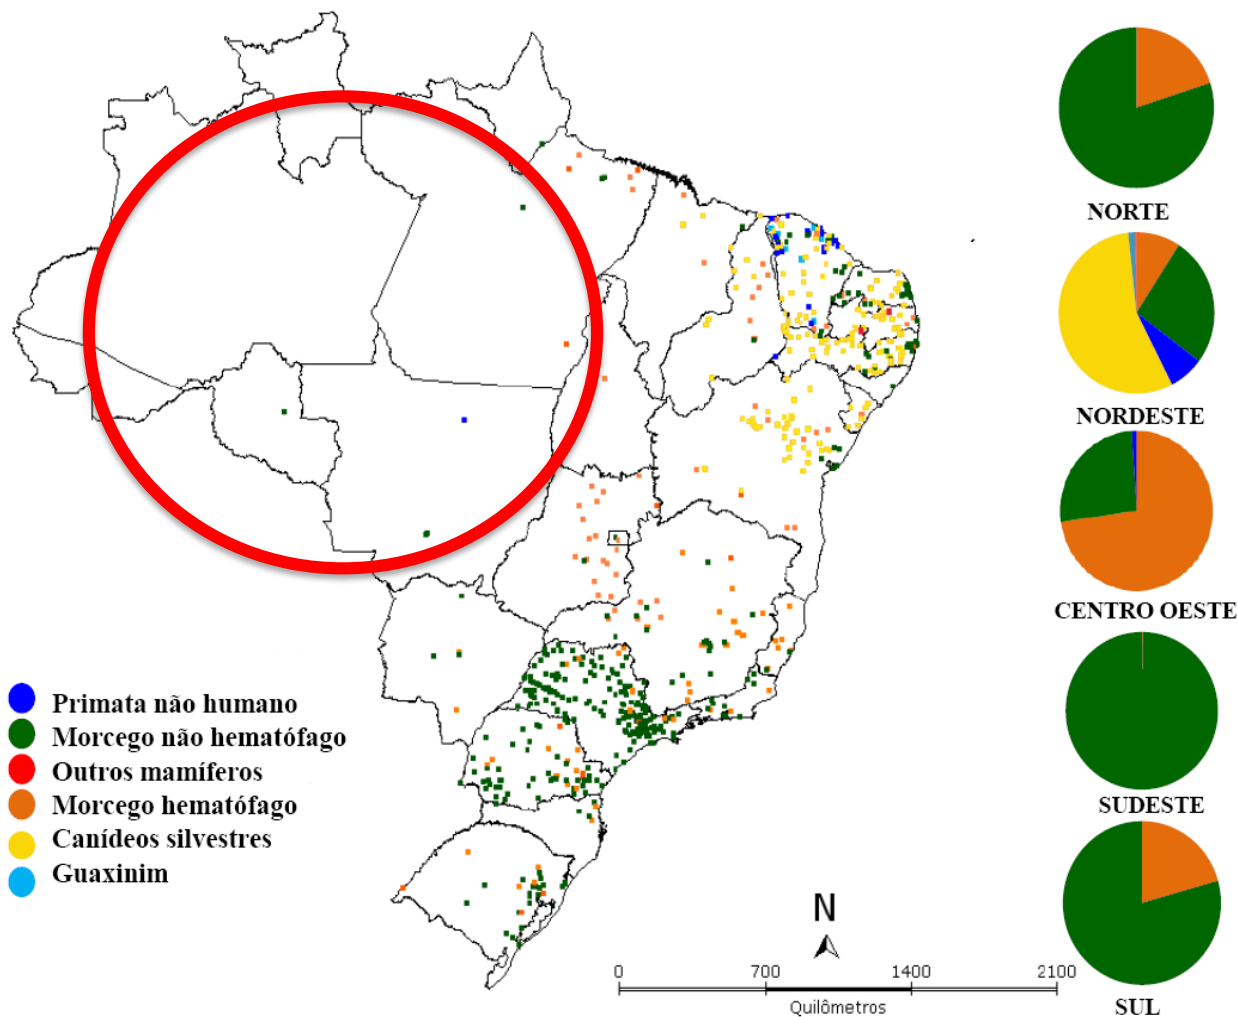 NORTE
NORDESTE
CENTRO OESTE
SUDESTE
SUL
Primata não humano
Morcego não hematófago
Outros mamíferos
Morcego hematófago
Canídeos silvestres
Guaxinim
N
0 700 1400 2100
Quilômetros